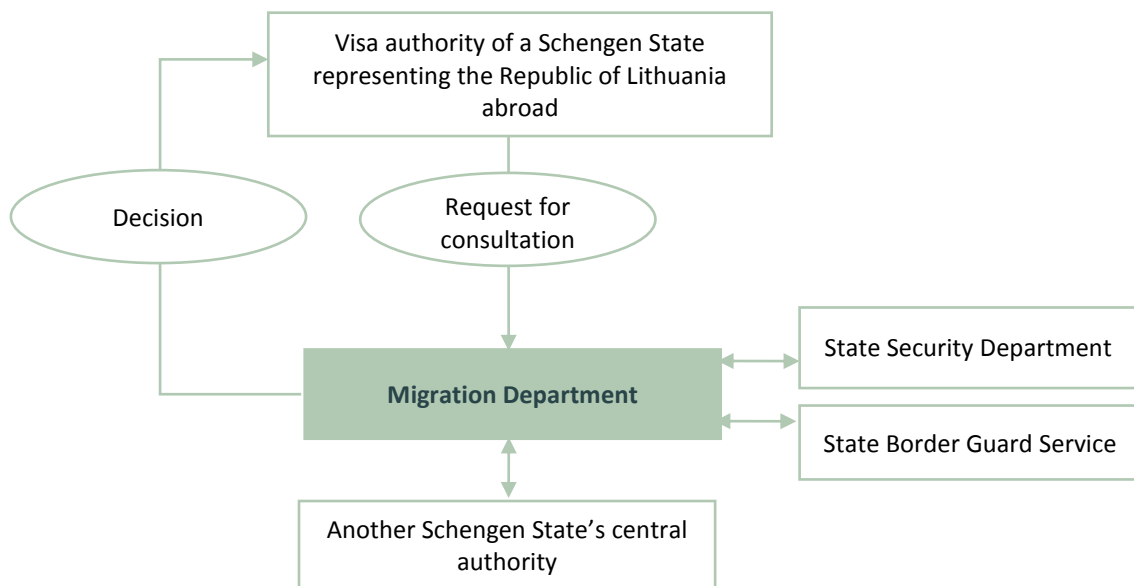 Visa authority of a Schengen State
representing the Republic of Lithuania
abroad
Decision
Request for
consultation
State Security Department
Migration Department
State Border Guard Service
Another Schengen State's central
authority